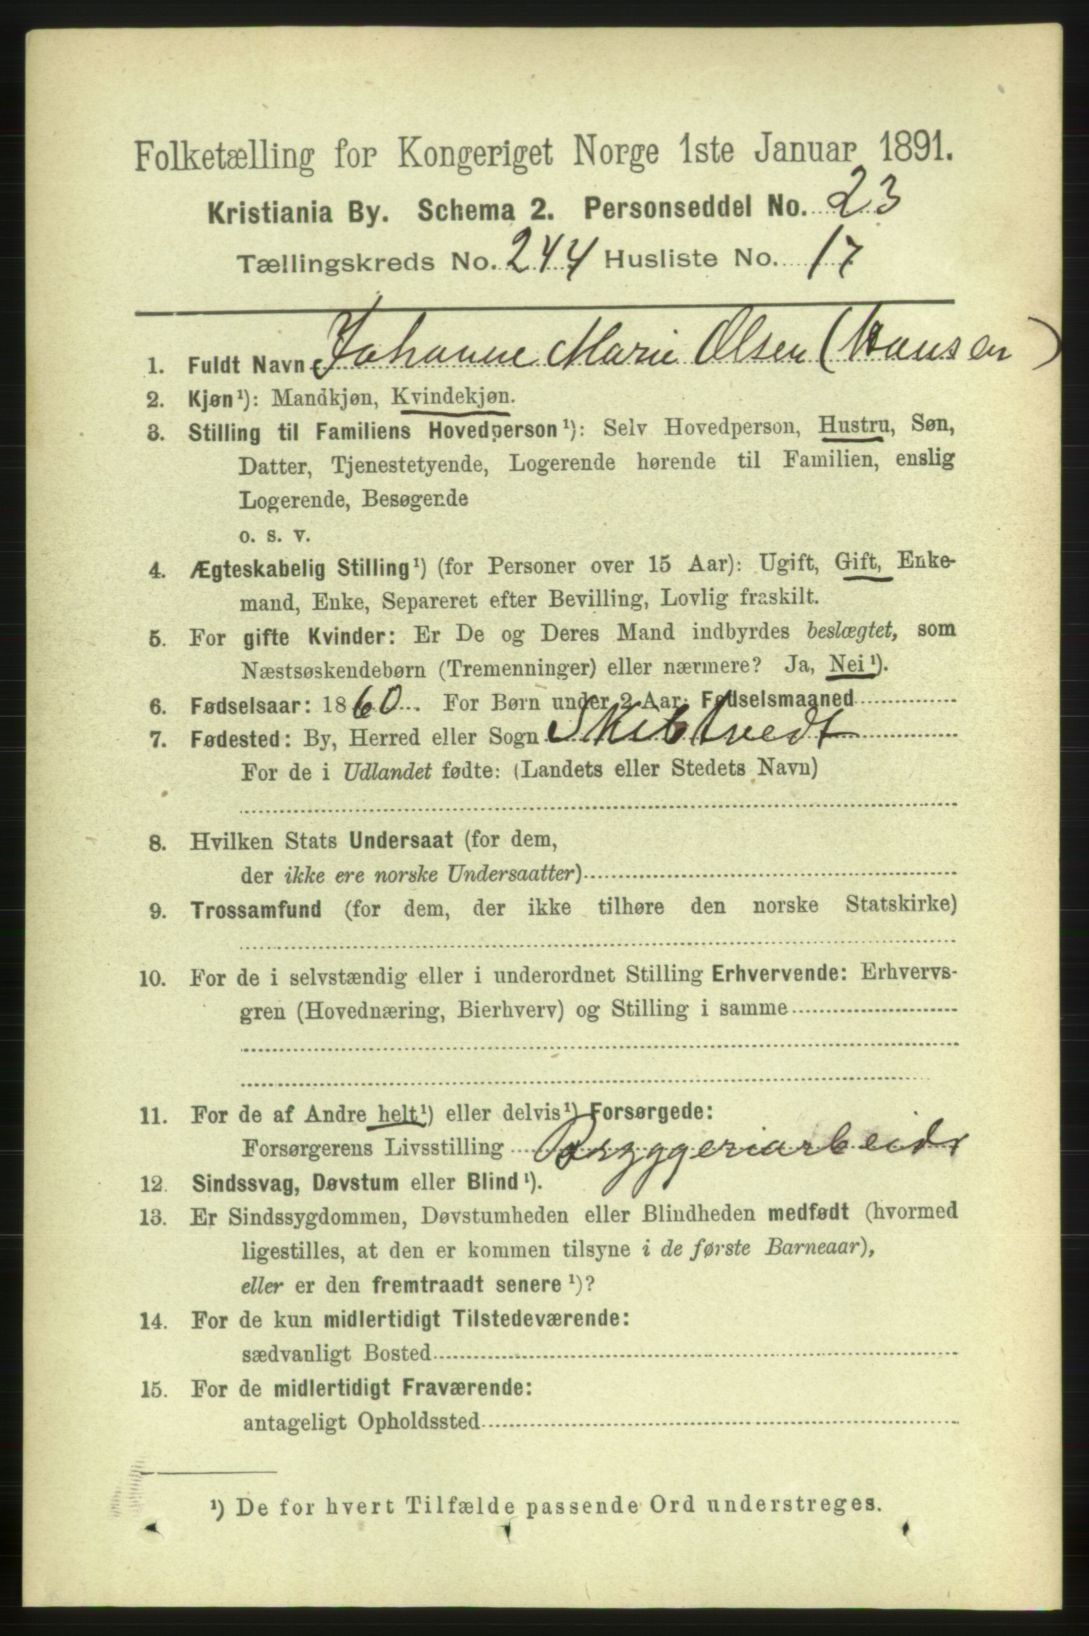 Folketælling for Kongeriget Norge 1ste Januar 1891.
Kristiania By. Schema 2. Personseddel No. 23
Tællingskreds No. 244 Husliste No. 17
1. Fuldt Navn Johanne Marie Olsen (Hansen)
2. Kjøn¹): Mandkjøn, Kvindekjøn.
3. Stilling til Familiens Hovedperson¹): Selv Hovedperson, Hustru, Søn,
Datter, Tjenestetyende, Logerende hørende til Familien, enslig
Logerende, Besøgende
o. s. v.
4. Ægteskabelig Stilling¹) (for Personer over 15 Aar): Ugift, Gift, Enke-
mand, Enke, Separeret efter Bevilling, Lovlig fraskilt.
5. For gifte Kvinder: Er De og Deres Mand indbyrdes beslægtet, som
Næstsøskendebørn (Tremenninger) eller nærmere? Ja, Nei¹).
6. Fødselsaar: 1860. For Børn under 2 Aar: Fødselsmaaned
7. Fødested: By, Herred eller Sogn Skibtvedt
For de i Udlandet fødte: (Landets eller Stedets Navn)
8. Hvilken Stats Undersaat (for dem,
der ikke ere norske Undersaatter)
9. Trossamfund (for dem, der ikke tilhøre den norske Statskirke)
10. For de i selvstændig eller i underordnet Stilling Erhvervende: Erhvervs-
gren (Hovednæring, Bierhverv) og Stilling i samme
11. For de af Andre helt¹) eller delvis¹) Forsørgede:
Forsørgerens Livsstilling Bryggeriarbeider
12. Sindssvag, Døvstum eller Blind¹).
13. Er Sindssygdommen, Døvstumheden eller Blindheden medfødt (hvormed
ligestilles, at den er kommen tilsyne i de første Barneaar),
eller er den fremtraadt senere¹)?
14. For de kun midlertidigt Tilstedeværende:
sædvanligt Bosted
15. For de midlertidigt Fraværende:
antageligt Opholdssted
¹) De for hvert Tilfælde passende Ord understreges.